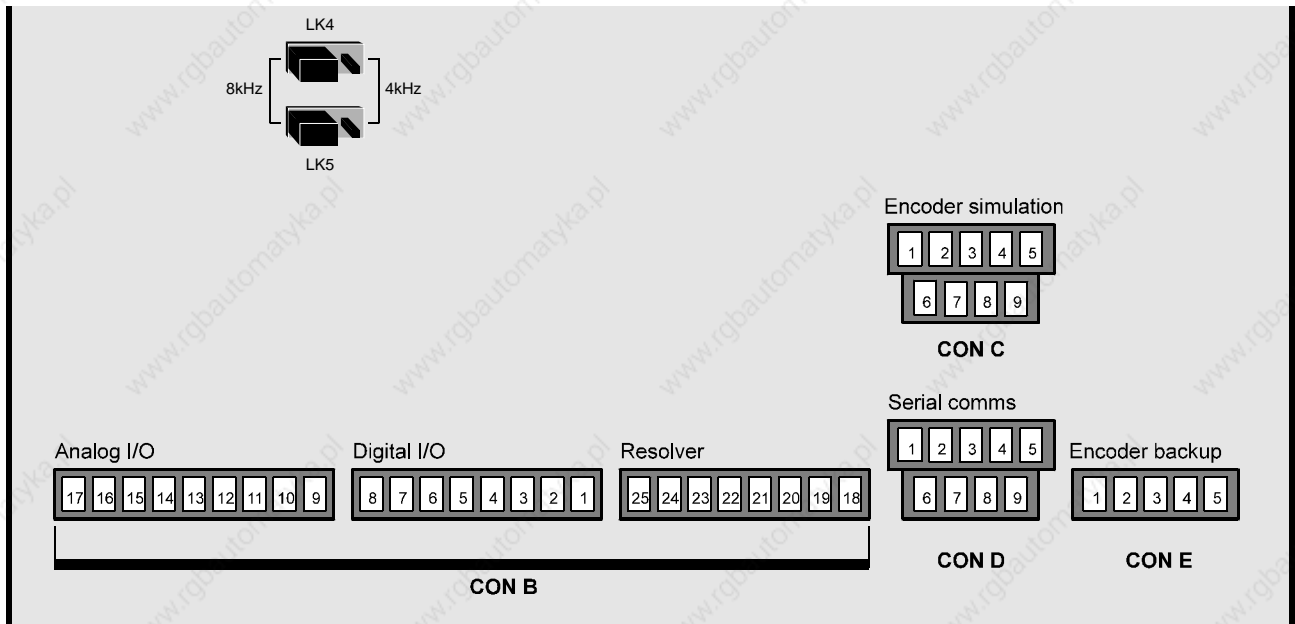 LK4
8kHz
4kHz
LK5
Encoder simulation
1 2 3 4 5
6 7 8 9
CON C
Serial comms
1 2 3 4 5
6 7 8 9
CON D
Analog I/O
17 16 15 14 13 12 11 10 9
Digital I/O
8 7 6 5 4 3 2 1
Resolver
25 24 23 22 21 20 19 18
CON B
Encoder backup
1 2 3 4 5
CON E
www.rgbautomatyka.pl